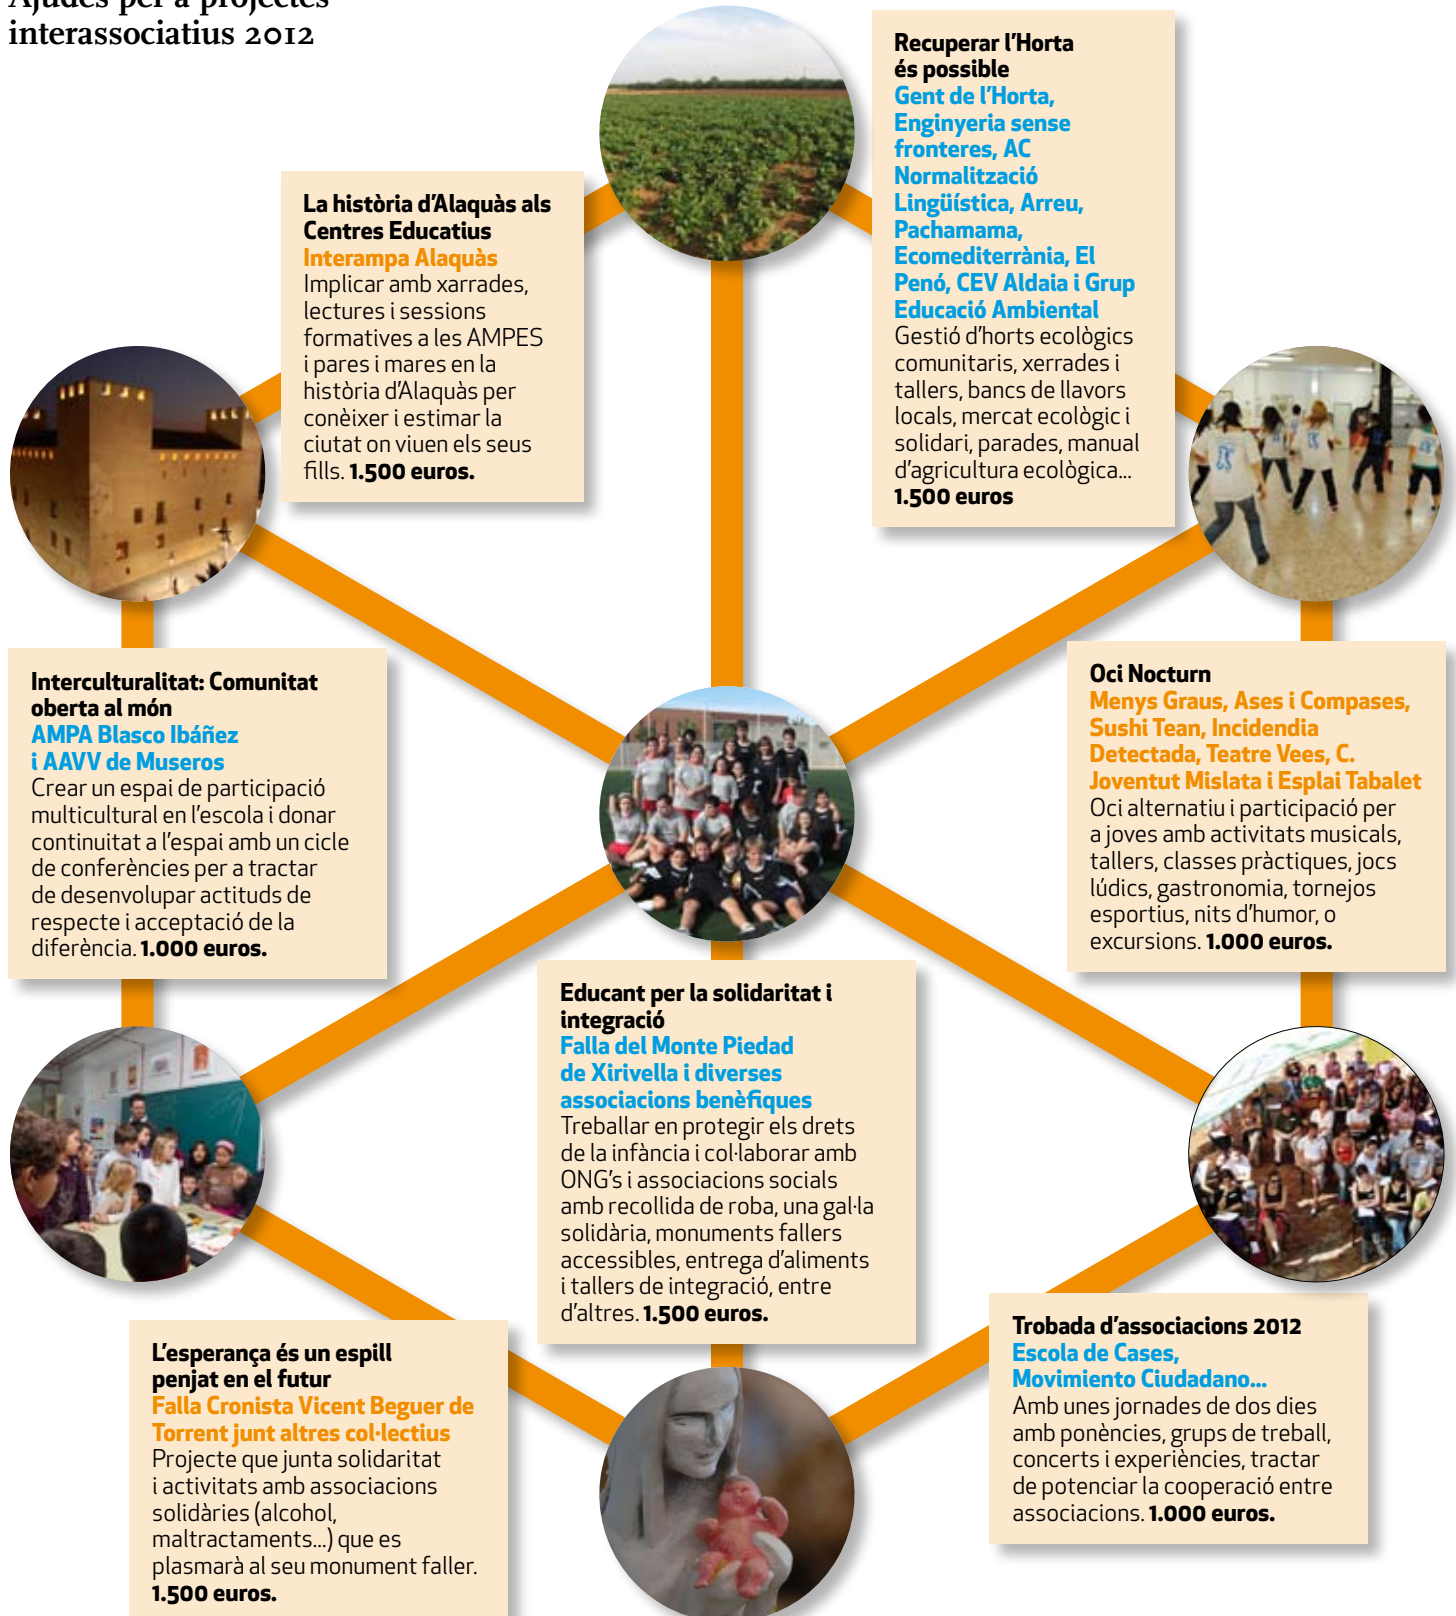 Ajudes per a projectes
interassociatius 2012
La història d'Alaquàs als
Centres Educatius
Interampa Alaquàs
Implicar amb xarrades,
lectures i sessions
formatives a les AMPES
i pares i mares en la
història d'Alaquàs per
conèixer i estimar la
ciutat on viuen els seus
fills. 1.500 euros.
Recuperar l'Horta
és possible
Gent de l'Horta,
Enginyeria sense
fronteres, AC
Normalització
Lingüística, Arreu,
Pachamama,
Ecomediterrània, El
Penó, CEV Aldaia i Grup
Educació Ambiental
Gestió d'horts ecològics
comunitaris, xerrades i
tallers, bancs de llavors
locals, mercat ecològic i
solidari, parades, manual
d'agricultura ecològica...
1.500 euros
Interculturalitat: Comunitat
oberta al món
AMPA Blasco Ibáñez
i AAVV de Museros
Crear un espai de participació
multicultural en l'escola i donar
continuitat a l'espai amb un cicle
de conferències per a tractar
de desenvolupar actituds de
respecte i acceptació de la
diferència. 1.000 euros.
Oci Nocturn
Menys Graus, Ases i Compases,
Sushi Tean, Incidendia
Detectada, Teatre Vees, C.
Joventut Mislata i Esplai Tabalet
Oci alternatiu i participació per
a joves amb activitats musicals,
tallers, classes pràctiques, jocs
lúdics, gastronomia, tornejos
esportius, nits d'humor, o
excursions. 1.000 euros.
Educant per la solidaritat i
integració
Falla del Monte Piedad
de Xirivella i diverses
associacions benèfiques
Treballar en protegir els drets
de la infància i col·laborar amb
ONG's i associacions socials
amb recollida de roba, una gal·la
solidària, monuments fallers
accessibles, entrega d'aliments
i tallers de integració, entre
d'altres. 1.500 euros.
L'esperança és un espill
penjat en el futur
Falla Cronista Vicent Beguer de
Torrent junt altres col·lectius
Projecte que junta solidaritat
i activitats amb associacions
solidàries (alcohol,
maltractaments...) que es
plasmarà al seu monument faller.
1.500 euros.
Trobada d'associacions 2012
Escola de Cases,
Movimiento Ciudadano...
Amb unes jornades de dos dies
amb ponències, grups de treball,
concerts i experiències, tractar
de potenciar la cooperació entre
associacions. 1.000 euros.